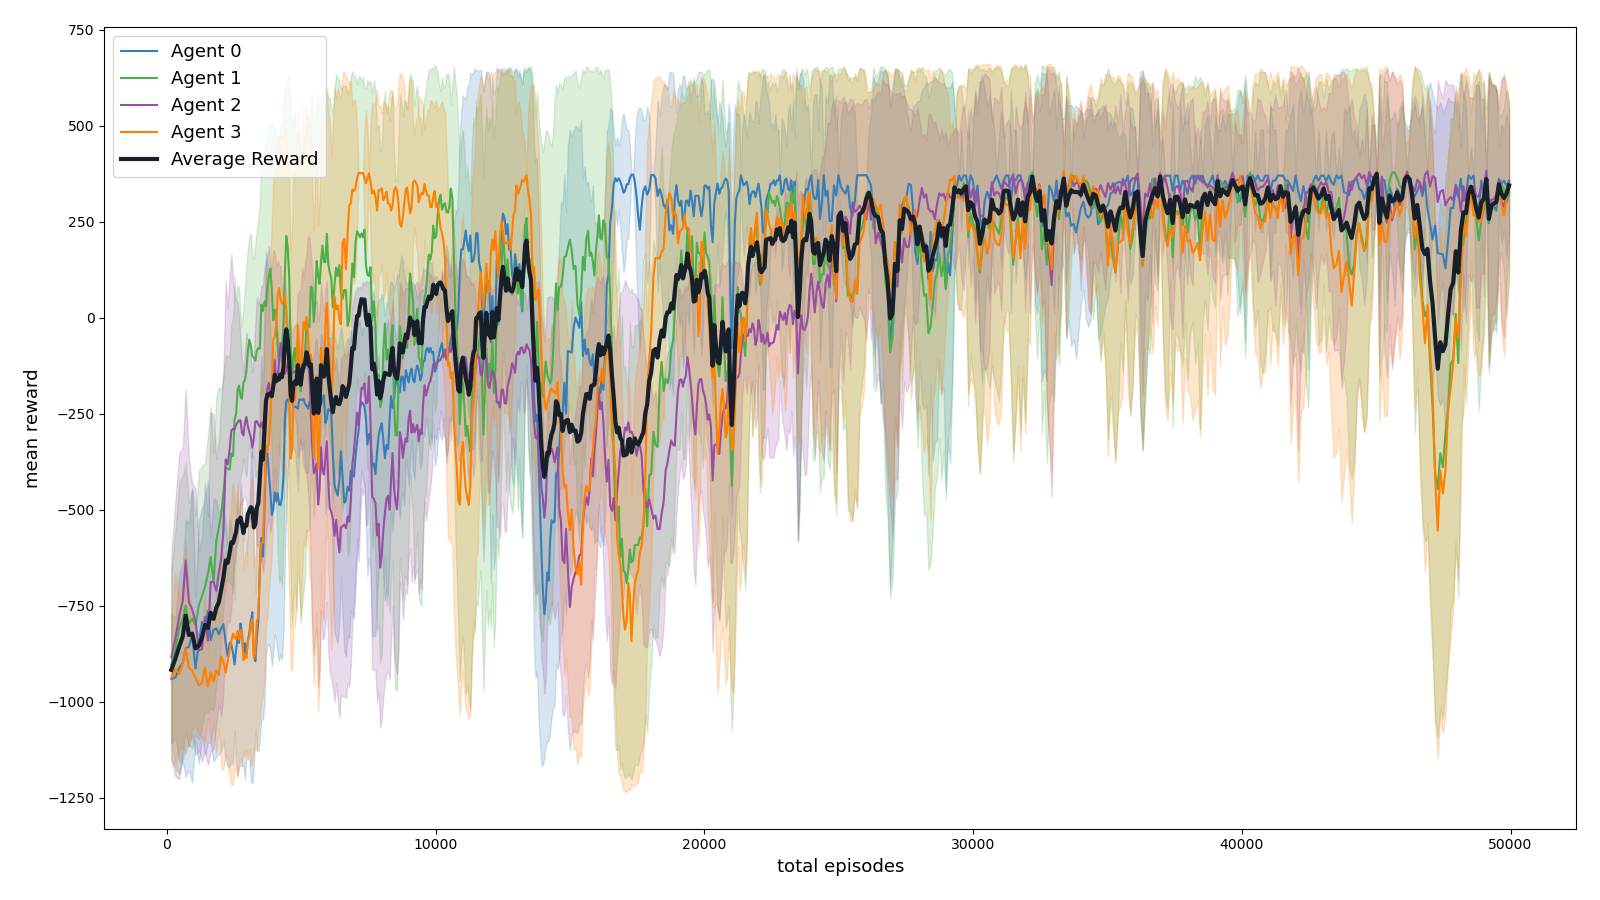 Agent 0
Agent 1
Agent 2
Agent 3
Average Reward
750
500
250
0
−250
−500
−750
−1000
−1250
mean reward
0
10000
20000
30000
40000
50000
total episodes